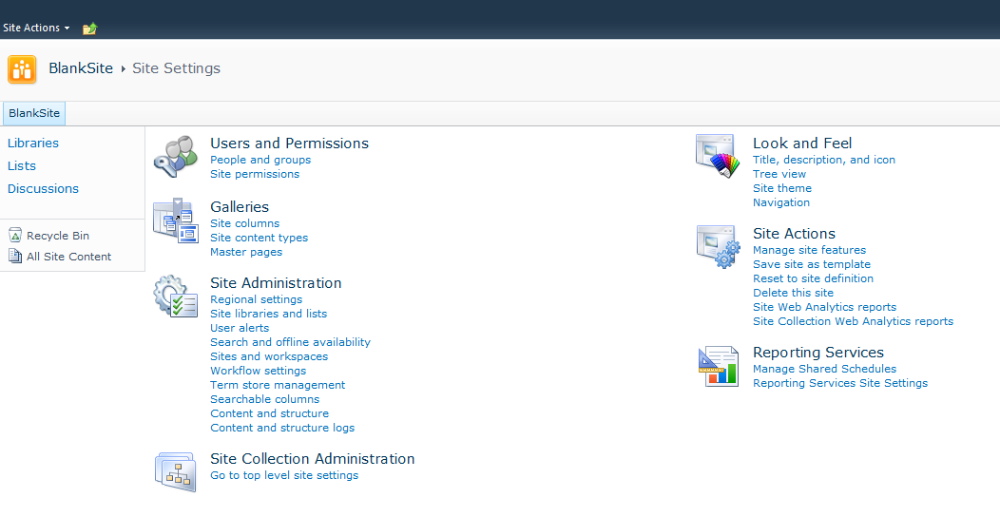 Site Actions
BlankSite ▸ Site Settings
BlankSite
Libraries
Lists
Discussions
Recycle Bin
All Site Content
Users and Permissions
People and groups
Site permissions
Galleries
Site columns
Site content types
Master pages
Site Administration
Regional settings
Site libraries and lists
User alerts
Search and offline availability
Sites and workspaces
Workflow settings
Term store management
Searchable columns
Content and structure
Content and structure logs
Site Collection Administration
Go to top level site settings
Look and Feel
Title, description, and icon
Tree view
Site theme
Navigation
Site Actions
Manage site features
Save site as template
Reset to site definition
Delete this site
Site Web Analytics reports
Site Collection Web Analytics reports
Reporting Services
Manage Shared Schedules
Reporting Services Site Settings